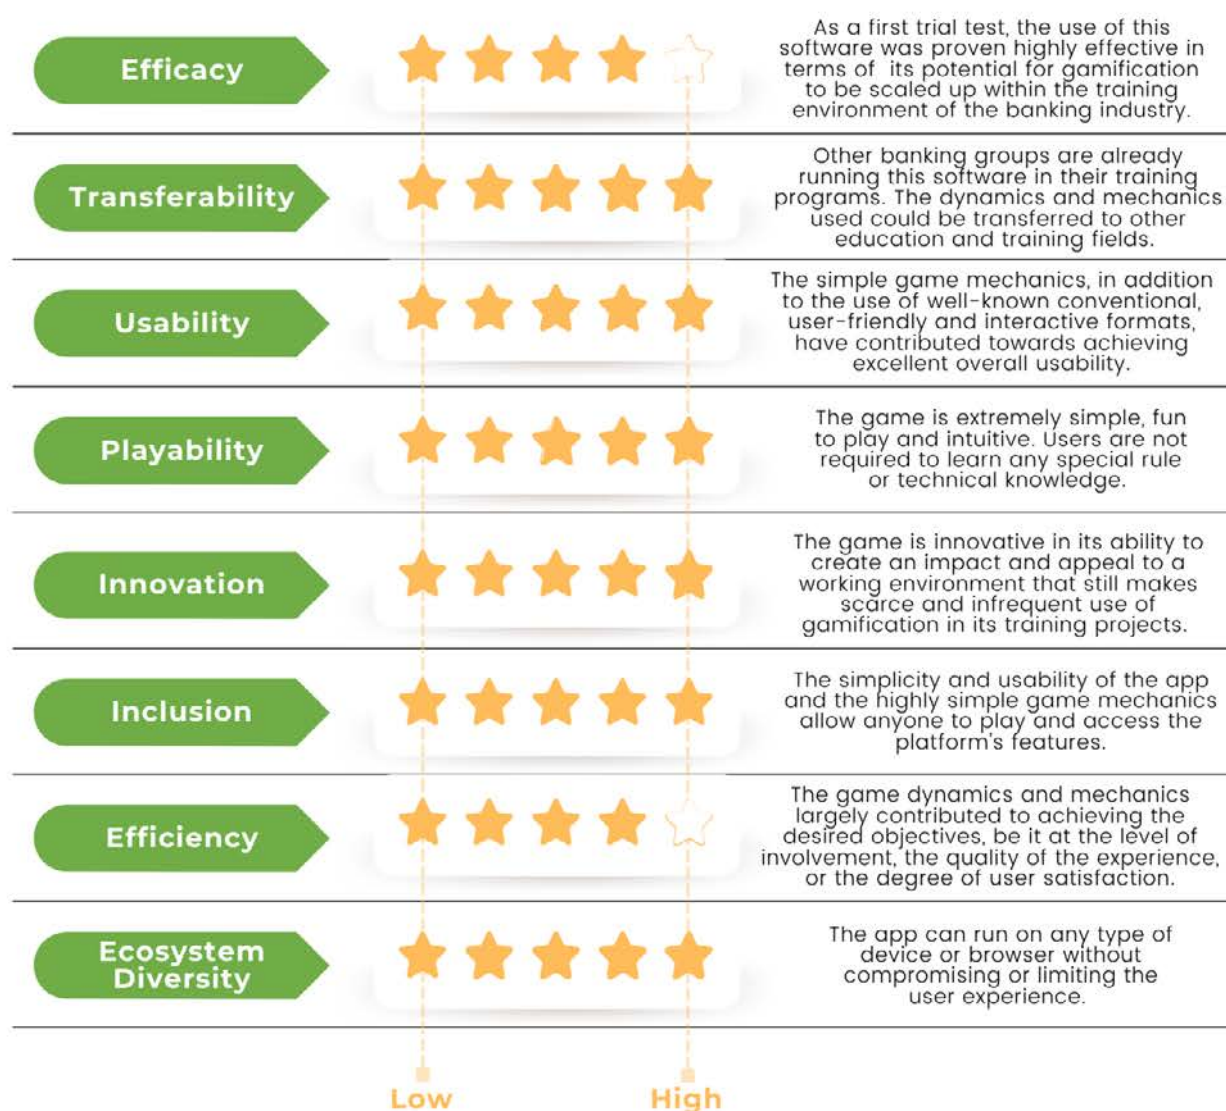 Efficacy
As a first trial test, the use of this
software was proven highly effective in
terms of its potential for gamification
to be scaled up within the training
environment of the banking industry.
Transferability
Other banking groups are already
running this software in their training
programs. The dynamics and mechanics
used could be transferred to other
education and training fields.
Usability
The simple game mechanics, in addition
to the use of well-known conventional,
user-friendly and interactive formats,
have contributed towards achieving
excellent overall usability.
Playability
The game is extremely simple, fun
to play and intuitive. Users are not
required to learn any special rule
or technical knowledge.
Innovation
The game is innovative in its ability to
create an impact and appeal to a
working environment that still makes
scarce and infrequent use of
gamification in its training projects.
Inclusion
The simplicity and usability of the app
and the highly simple game mechanics
allow anyone to play and access the
platform's features.
Efficiency
The game dynamics and mechanics
largely contributed to achieving the
desired objectives, be it at the level of
involvement, the quality of the experience,
or the degree of user satisfaction.
Ecosystem
Diversity
The app can run on any type of
device or browser without
compromising or limiting the
user experience.
Low
High